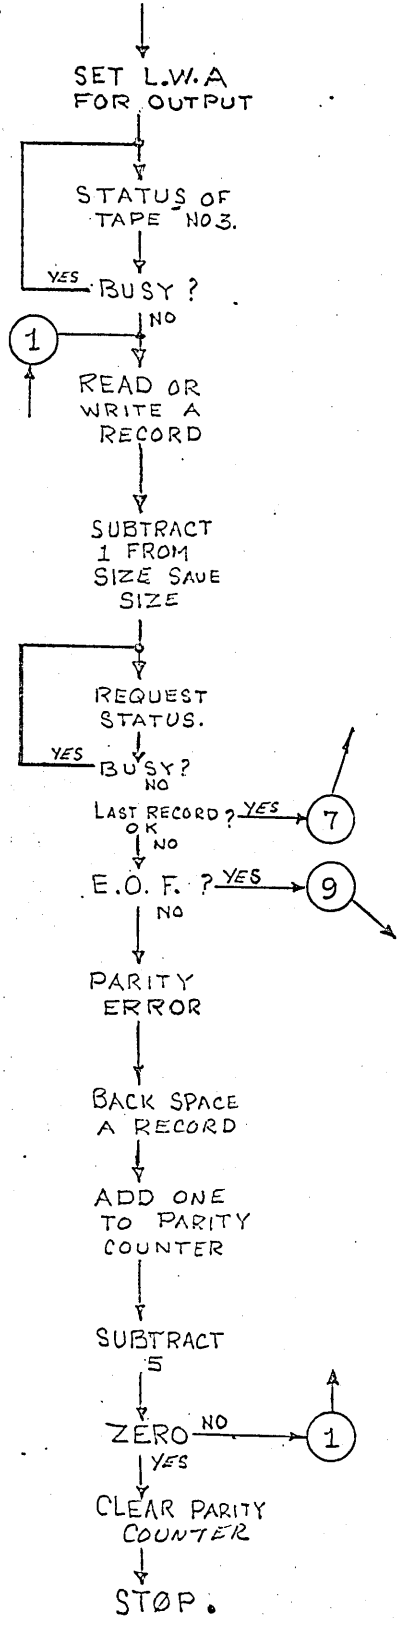 SET L.W.A
FOR OUTPUT
STATUS OF
TAPE NO3.
YES
BUSY ?
NO
1
READ OR
WRITE A
RECORD
SUBTRACT
1 FROM
SIZE SAVE
SIZE
REQUEST
STATUS.
YES
BUSY?
NO
LAST RECORD ? YES
7
OK
NO
E.O.F. ? YES
9
NO
PARITY
ERROR
BACK SPACE
A RECORD
ADD ONE
TO PARITY
COUNTER
SUBTRACT
5
ZERO NO
1
YES
CLEAR PARITY
COUNTER
STØP.